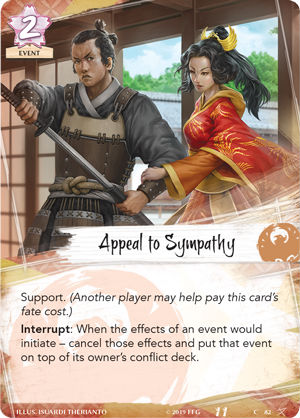 2
EVENT
Appeal to Sympathy
Support. (Another player may help pay this card's
fate cost.)
Interrupt: When the effects of an event would
initiate – cancel those effects and put that event
on top of its owner's conflict deck.
ILLUS. ISUARDI THERIANTO
© 2019 FFG
11
C 82